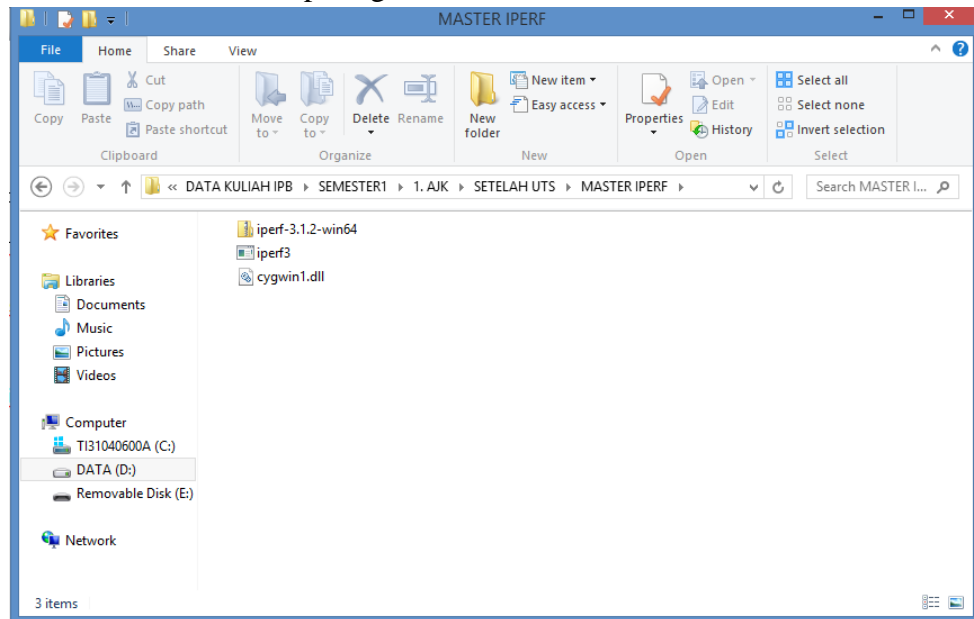 MASTER IPERF
File Home Share View
Copy
Paste
Cut
Copy path
Paste shortcut
Clipboard
Move to
Copy to
Delete
Rename
Organize
New folder
New item
Easy access
New
Properties
Open
Edit
History
Open
Select all
Select none
Invert selection
Select
« DATA KULIAH IPB SEMESTER1 1. AJK SETELAH UTS MASTER IPERF
Search MASTER I...
Favorites
Libraries
Documents
Music
Pictures
Videos
Computer
TI31040600A (C:)
DATA (D:)
Removable Disk (E:)
Network
iperf-3.1.2-win64
iperf3
cygwin1.dll
3 items